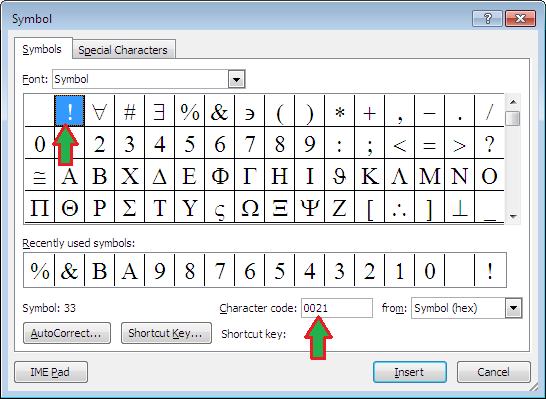 Symbol
Symbols Special Characters
Font: Symbol
! ∀ # ∃ % & ∋ ( ) ∗ + , − . /
0 2 3 4 5 6 7 8 9 : ; < = > ?
≅ Α Β Χ Δ Ε Φ Γ Η Ι ϑ Κ Λ Μ Ν Ο
Π Θ Ρ Σ Τ Υ ς Ω Ξ Ψ Ζ [ ∴ ] ⊥ _
Recently used symbols:
% & Β Α 9 8 7 6 5 4 3 2 1 0 !
Symbol: 33 Character code: 0021 from: Symbol (hex)
AutoCorrect... Shortcut Key... Shortcut key:
IME Pad Insert Cancel